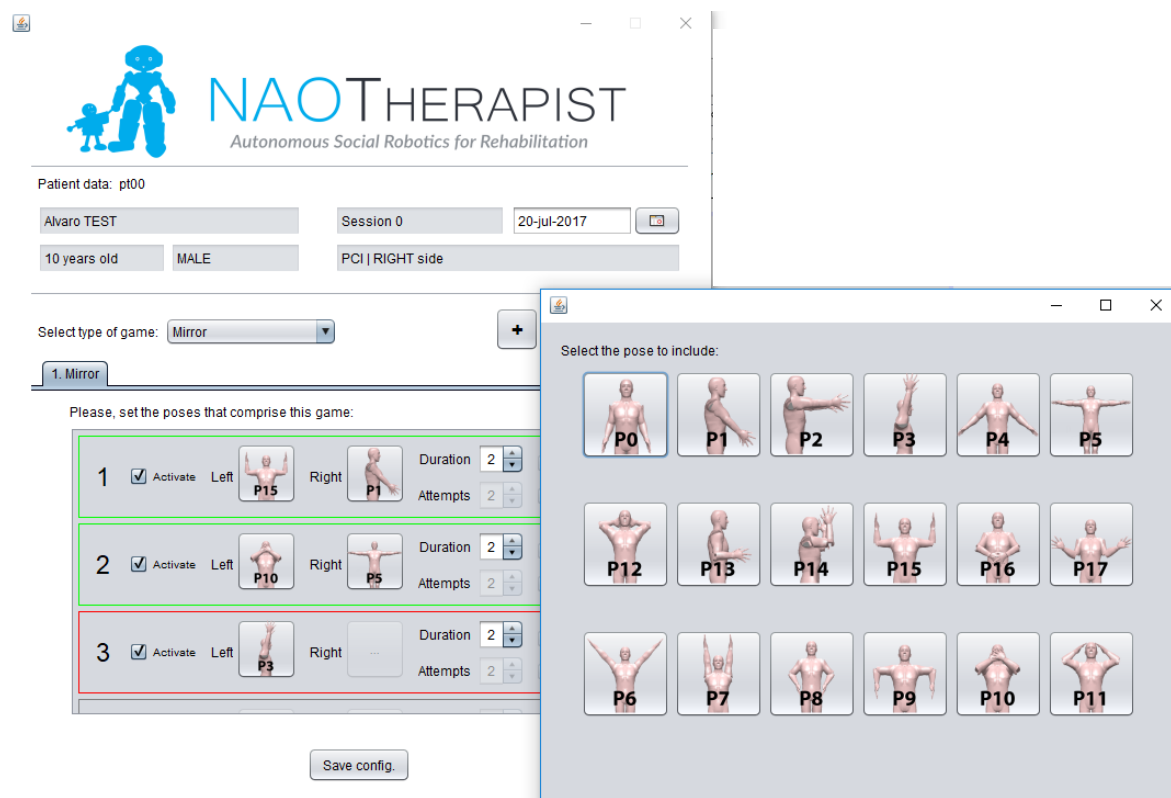 NAOTHERAPIST
Autonomous Social Robotics for Rehabilitation
Patient data: pt00
Alvaro TEST
Session 0
20-jul-2017
10 years old
MALE
PCI | RIGHT side
Select type of game:
Mirror
+
1. Mirror
Please, set the poses that comprise this game:
1 Activate Left P15 Right P1 Duration 2
Attempts 2
2 Activate Left P10 Right P5 Duration 2
Attempts 2
3 Activate Left P3 Right ... Duration 2
Attempts 2
Save config.
Select the pose to include:
P0 P1 P2 P3 P4 P5
P12 P13 P14 P15 P16 P17
P6 P7 P8 P9 P10 P11